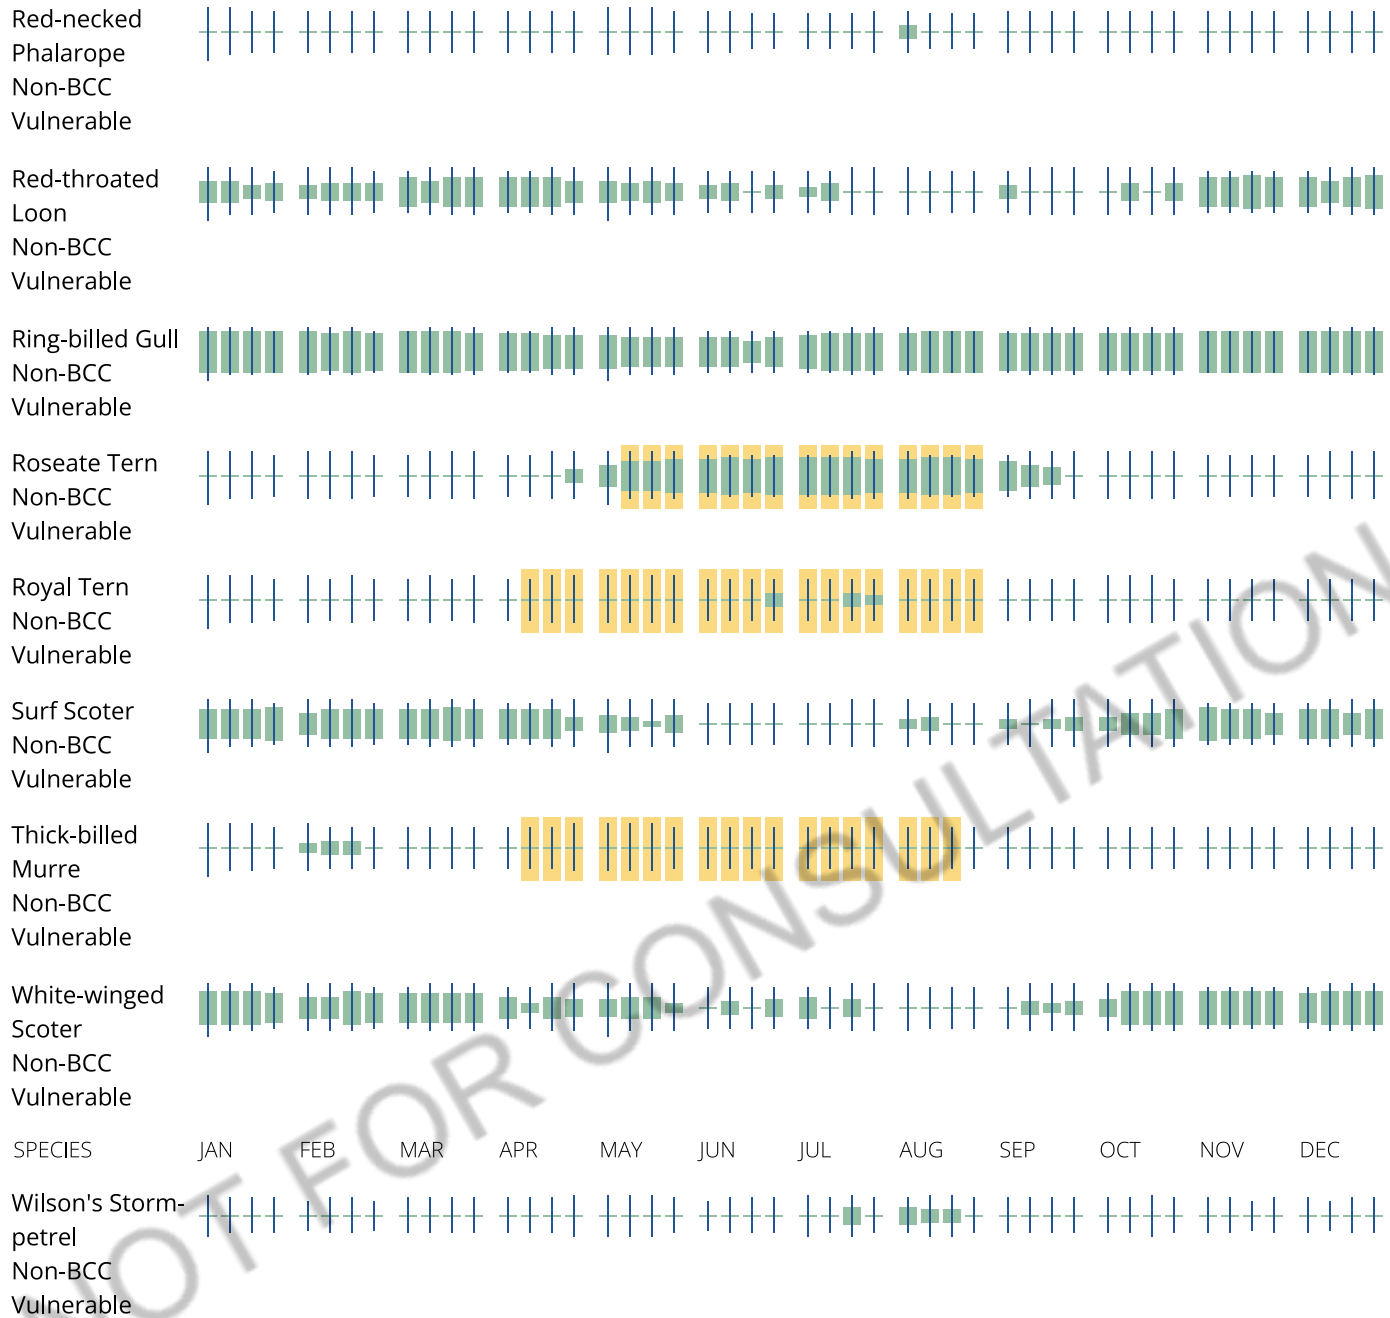 Red-necked
Phalarope
Non-BCC
Vulnerable
Red-throated
Loon
Non-BCC
Vulnerable
Ring-billed Gull
Non-BCC
Vulnerable
Roseate Tern
Non-BCC
Vulnerable
Royal Tern
Non-BCC
Vulnerable
Surf Scoter
Non-BCC
Vulnerable
Thick-billed
Murre
Non-BCC
Vulnerable
White-winged
Scoter
Non-BCC
Vulnerable
SPECIES JAN FEB MAR APR MAY JUN JUL AUG SEP OCT NOV DEC
Wilson's Storm-
petrel
Non-BCC
Vulnerable
NOT FOR CONSULTATION